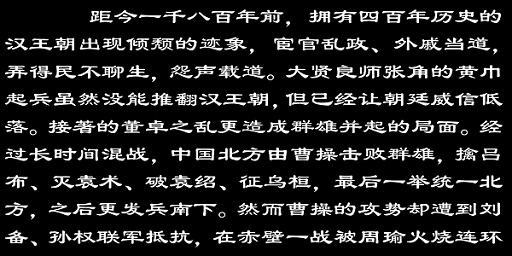 距今一千八百年前，拥有四百年历史的
汉王朝出现倾颓的迹象，宦官乱政、外戚当道，
弄得民不聊生，怨声载道。大贤良师张角的黄巾
起兵虽然没能推翻汉王朝，但已经让朝廷威信低
落。接著的董卓之乱更造成群雄并起的局面。经
过长时间混战，中国北方由曹操击败群雄，擒吕
布、灭袁术、破袁绍、征乌桓，最后一举统一北
方，之后更发兵南下。然而曹操的攻势却遭到刘
备、孙权联军抵抗，在赤壁一战被周瑜火烧连环